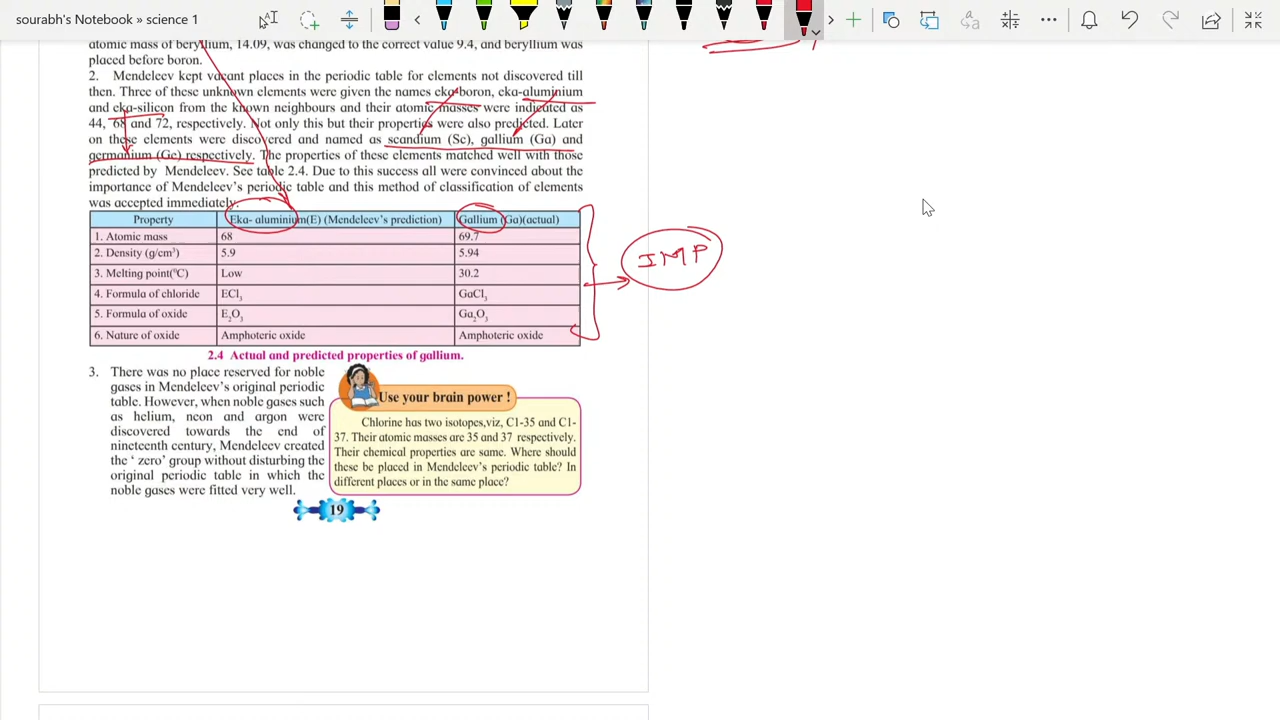 sourabh's Notebook » science 1
atomic mass of beryllium, 14.09, was changed to the correct value 9.4, and beryllium was
placed before boron.
2. Mendeleev kept vacant places in the periodic table for elements not discovered till
then. Three of these unknown elements were given the names eka-boron, eka-aluminium
and eka-silicon from the known neighbours and their atomic masses were indicated as
44, 68 and 72, respectively. Not only this but their properties were also predicted. Later
on these elements were discovered and named as scandium (Sc), gallium (Ga) and
germanium (Ge) respectively. The properties of these elements matched well with those
predicted by Mendeleev. See table 2.4. Due to this success all were convinced about the
importance of Mendeleev's periodic table and this method of classification of elements
was accepted immediately.
Property Eka- aluminium(E) (Mendeleev's prediction) Gallium (Ga)(actual)
1. Atomic mass 68 69.7
2. Density (g/cm³) 5.9 5.94
3. Melting point(⁰C) Low 30.2
4. Formula of chloride ECl₃ GaCl₃
5. Formula of oxide E₂O₃ Ga₂O₃
6. Nature of oxide Amphoteric oxide Amphoteric oxide
IMP
2.4 Actual and predicted properties of gallium.
3. There was no place reserved for noble
gases in Mendeleev's original periodic
table. However, when noble gases such
as helium, neon and argon were
discovered towards the end of
nineteenth century, Mendeleev created
the ' zero' group without disturbing the
original periodic table in which the
noble gases were fitted very well.
Use your brain power !
Chlorine has two isotopes,viz, C1-35 and C1-
37. Their atomic masses are 35 and 37 respectively.
Their chemical properties are same. Where should
these be placed in Mendeleev's periodic table? In
different places or in the same place?
19